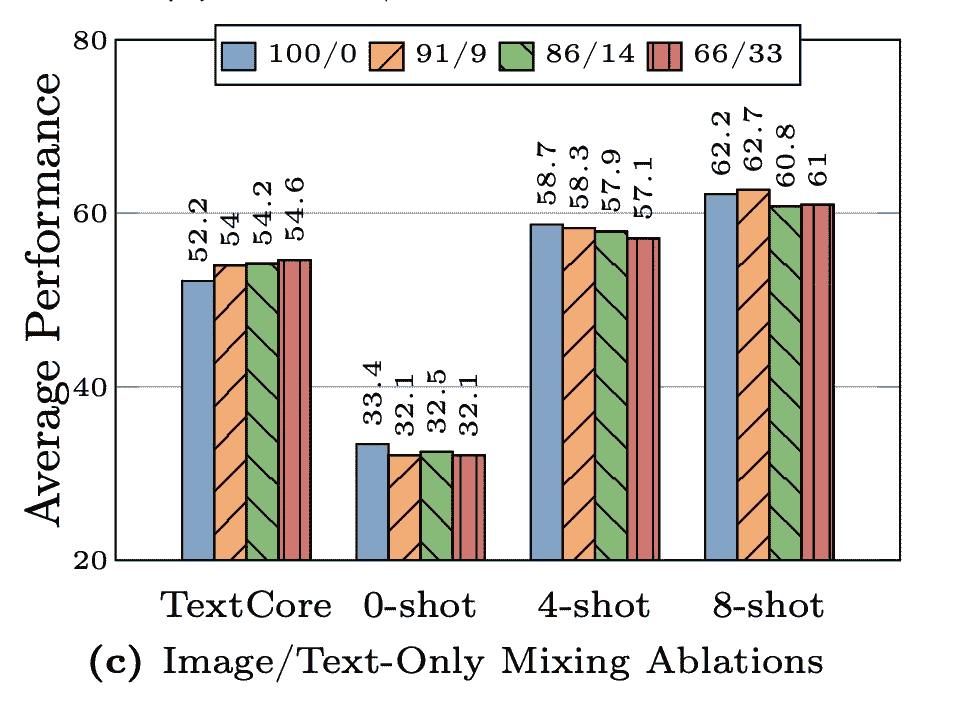 80
100/0 91/9 86/14 66/33
Average Performance
60
40
20
52.2 54 54.2 54.6
33.4 32.1 32.5 32.1
58.7 58.3 57.9 57.1
62.2 62.7 60.8 61
TextCore 0-shot 4-shot 8-shot
(c) Image/Text-Only Mixing Ablations